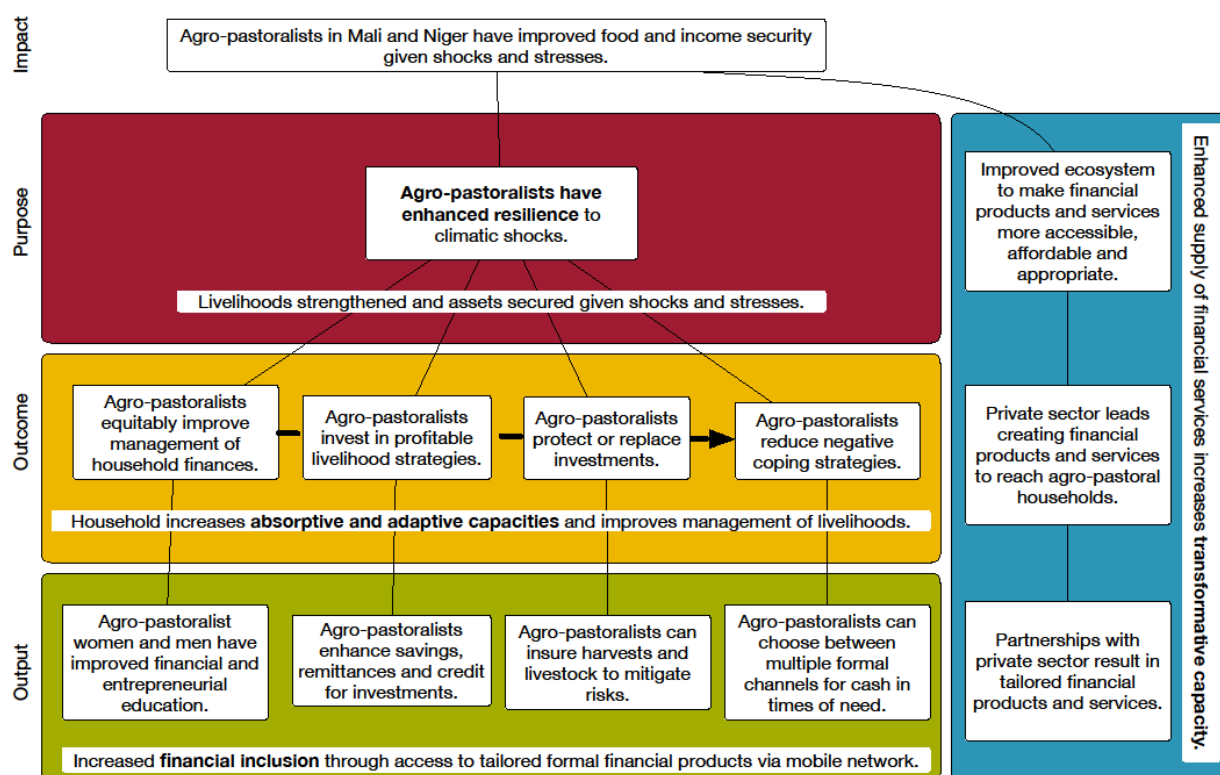 Impact
Agro-pastoralists in Mali and Niger have improved food and income security
given shocks and stresses.
Purpose
Agro-pastoralists have
enhanced resilience to
climatic shocks.
Livelihoods strengthened and assets secured given shocks and stresses.
Outcome
Agro-pastoralists
equitably improve
management of
household finances.
Agro-pastoralists
invest in profitable
livelihood strategies.
Agro-pastoralists
protect or replace
investments.
Agro-pastoralists
reduce negative
coping strategies.
Household increases absorptive and adaptive capacities and improves management of livelihoods.
Output
Agro-pastoralist
women and men have
improved financial and
entrepreneurial
education.
Agro-pastoralists
enhance savings,
remittances and credit
for investments.
Agro-pastoralists can
insure harvests and
livestock to mitigate
risks.
Agro-pastoralists can
choose between
multiple formal
channels for cash in
times of need.
Increased financial inclusion through access to tailored formal financial products via mobile network.
Improved ecosystem
to make financial
products and services
more accessible,
affordable and
appropriate.
Private sector leads
creating financial
products and services
to reach agro-pastoral
households.
Partnerships with
private sector result in
tailored financial
products and services.
Enhanced supply of financial services increases transformative capacity.